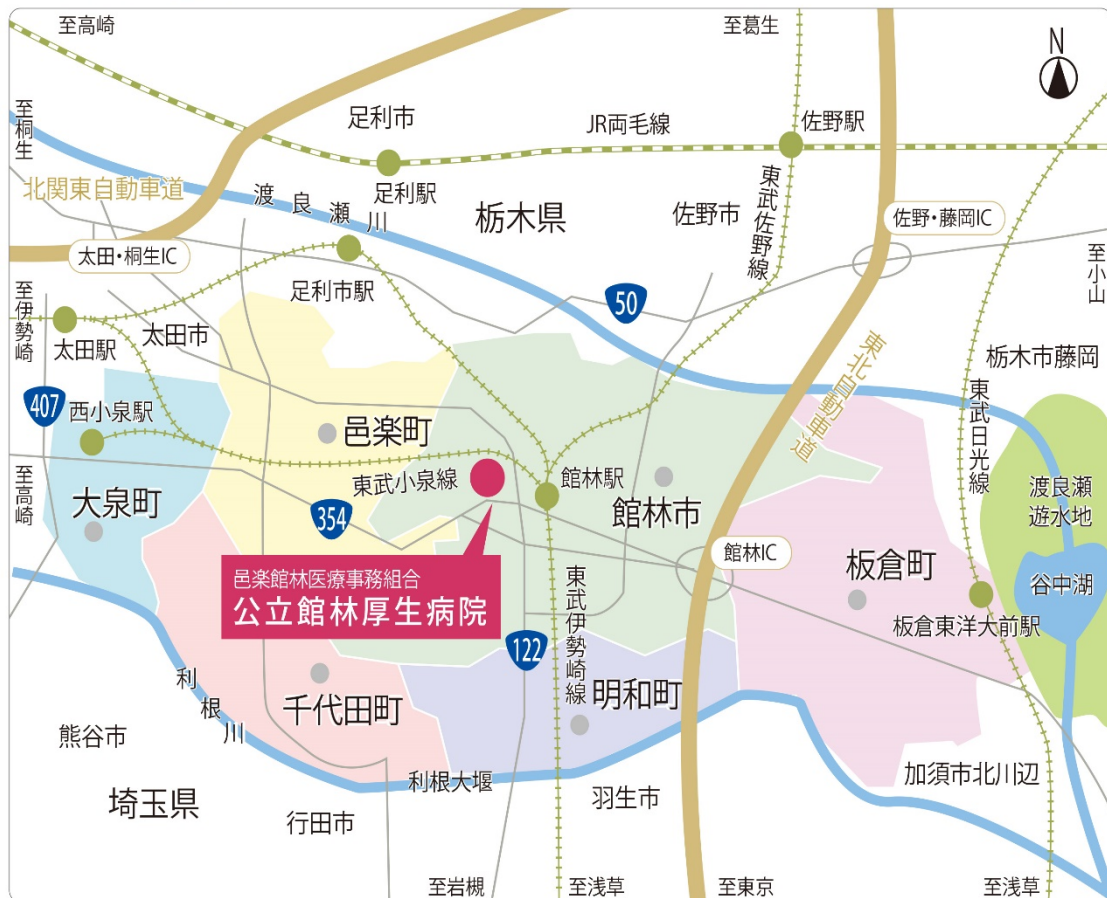 至高崎
至葛生
N
至桐生
足利市
JR両毛線
佐野駅
北関東自動車道
渡良瀬川
足利駅
栃木県
佐野市
東武佐野線
佐野・藤岡IC
太田・桐生IC
足利市駅
50
至小山
至伊勢崎
太田駅
太田市
東北自動車道
栃木市藤岡
407
西小泉駅
邑楽町
東武日光線
至高崎
大泉町
東武小泉線
館林駅
館林市
渡良瀬
遊水地
354
館林IC
板倉町
谷中湖
邑楽館林医療事務組合
公立館林厚生病院
東武伊勢崎線
板倉東洋大前駅
122
利根川
千代田町
明和町
熊谷市
利根大堰
加須市北川辺
埼玉県
行田市
羽生市
至岩槻
至浅草
至東京
至浅草